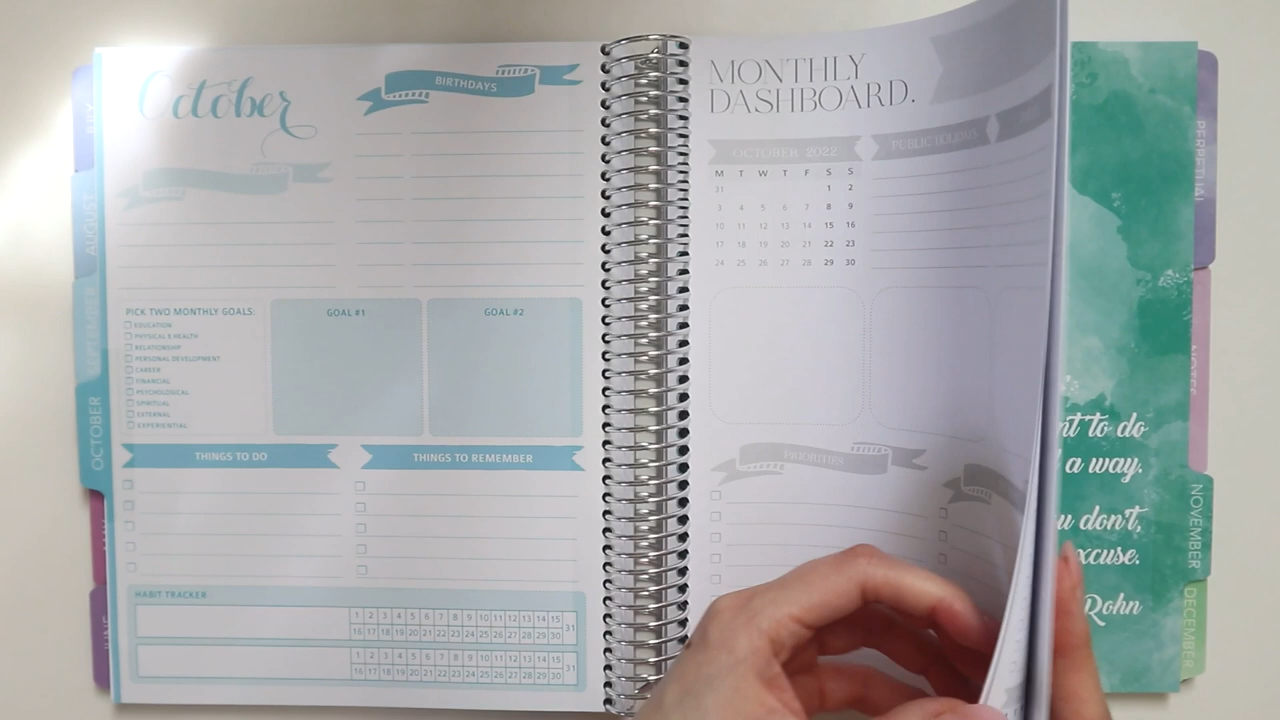 October
BIRTHDAYS
PICK TWO MONTHLY GOALS:
EDUCATION
PHYSICAL & HEALTH
RELATIONSHIP
PERSONAL DEVELOPMENT
CAREER
FINANCIAL
PSYCHOLOGICAL
SPIRITUAL
EXTERNAL
EXPERIENTIAL
GOAL #1
GOAL #2
THINGS TO DO
THINGS TO REMEMBER
HABIT TRACKER
1 2 3 4 5 6 7 8 9 10 11 12 13 14 15 31
16 17 18 19 20 21 22 23 24 25 26 27 28 29 30
1 2 3 4 5 6 7 8 9 10 11 12 13 14 15 31
16 17 18 19 20 21 22 23 24 25 26 27 28 29 30
MONTHLY
DASHBOARD.
OCTOBER 2022
PUBLIC HOLIDAYS
M T W T F S S
31 1 2
3 4 5 6 7 8 9
10 11 12 13 14 15 16
17 18 19 20 21 22 23
24 25 26 27 28 29 30
PRIORITIES
JULY
AUGUST
SEPTEMBER
OCTOBER
JUNE
PERPETUAL
NOTES
NOVEMBER
DECEMBER
nt to do
a way.
u don't,
xcuse.
Rohn